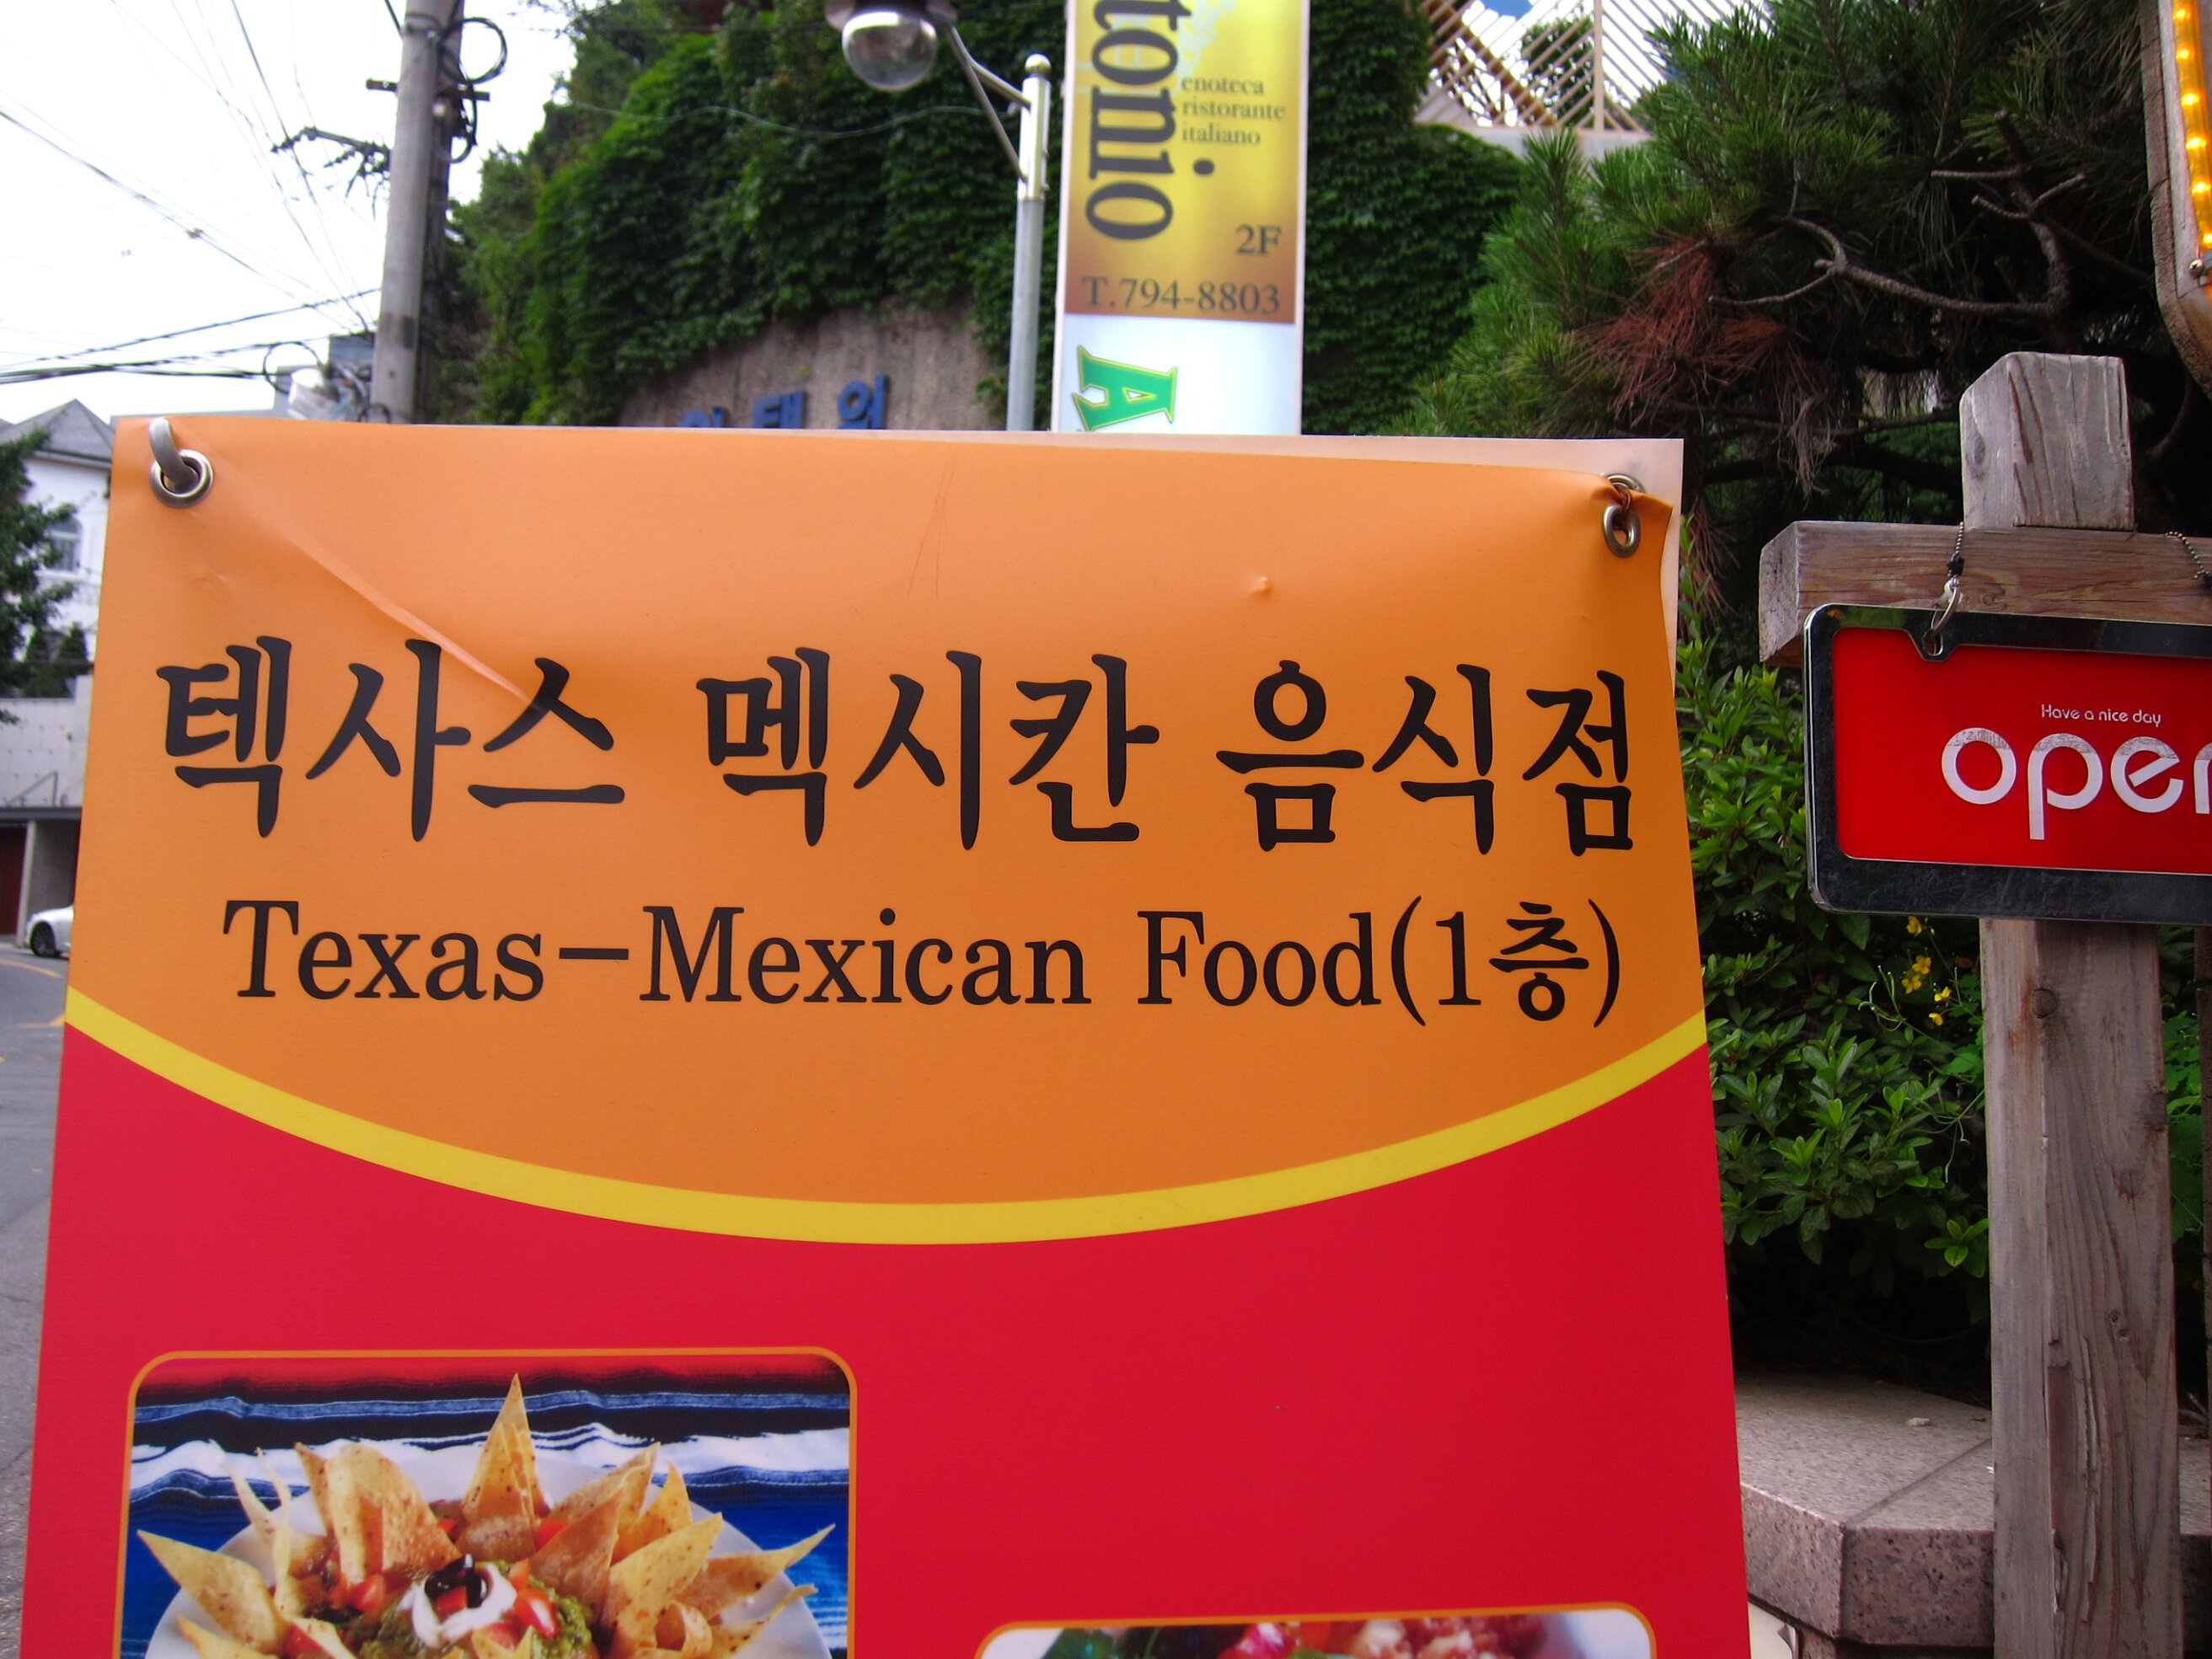 tonio
enoteca
ristorante
italiano
2F
T.794-8803
A
텍사스 멕시칸 음식점
Texas-Mexican Food(1층)
Have a nice day
open